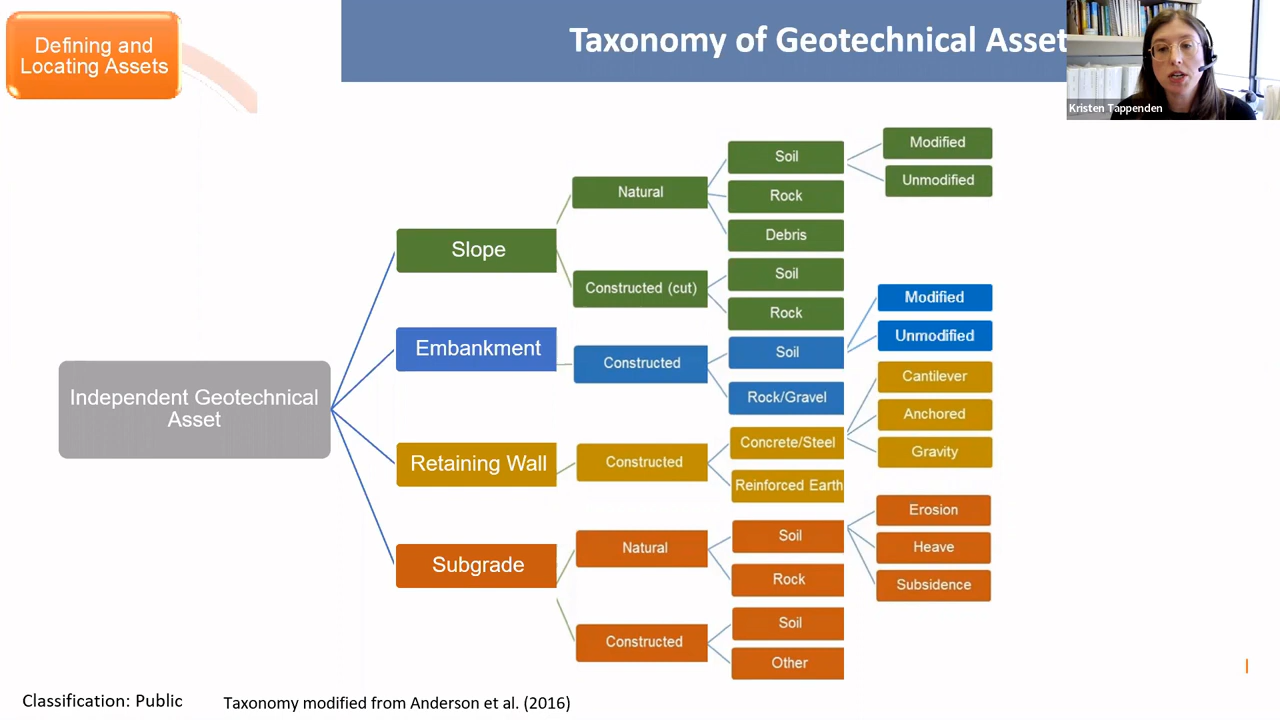 Defining and
Locating Assets
Taxonomy of Geotechnical Asset
Kristen Tappenden
Independent Geotechnical
Asset
Slope
Natural
Soil
Modified
Unmodified
Rock
Debris
Constructed (cut)
Soil
Rock
Embankment
Constructed
Soil
Modified
Unmodified
Rock/Gravel
Retaining Wall
Constructed
Concrete/Steel
Cantilever
Anchored
Gravity
Reinforced Earth
Subgrade
Natural
Soil
Erosion
Heave
Subsidence
Rock
Constructed
Soil
Other
Classification: Public
Taxonomy modified from Anderson et al. (2016)